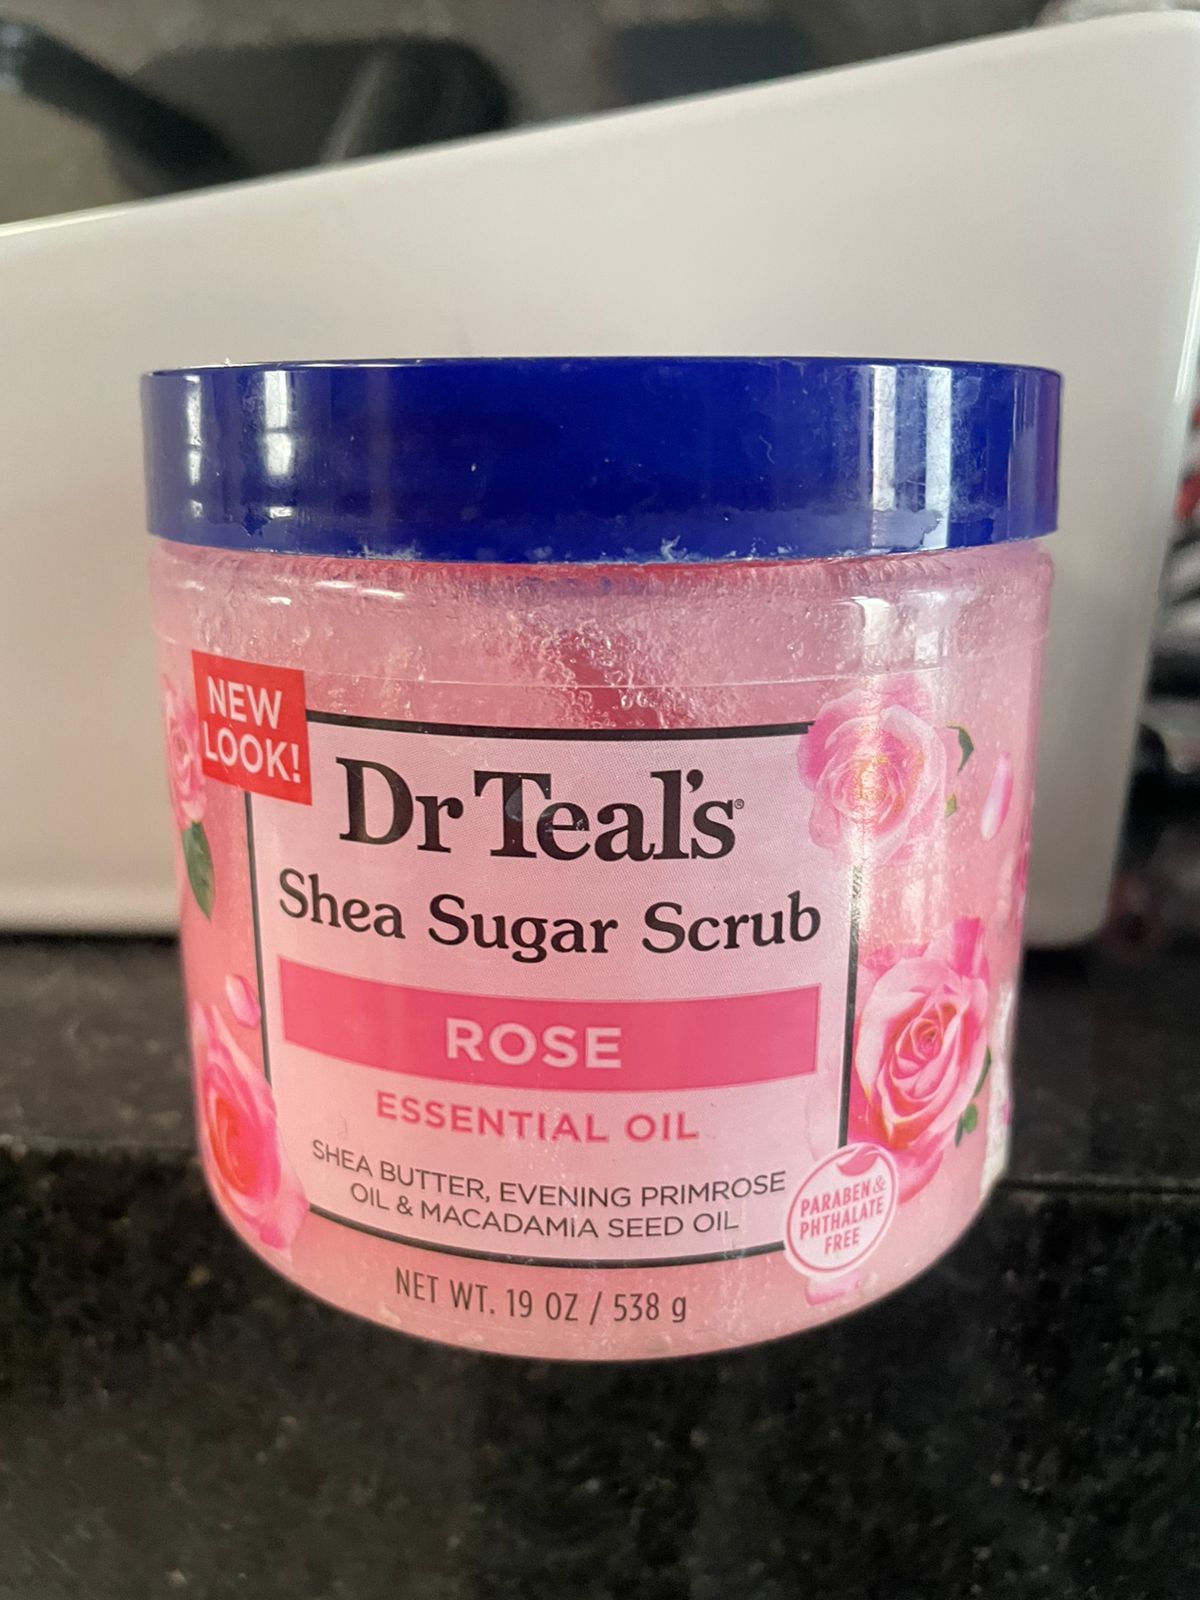 NEW
LOOK!
Dr Teal's®
Shea Sugar Scrub
ROSE
ESSENTIAL OIL
SHEA BUTTER, EVENING PRIMROSE
OIL & MACADAMIA SEED OIL
PARABEN &
PHTHALATE
FREE
NET WT. 19 OZ / 538 g